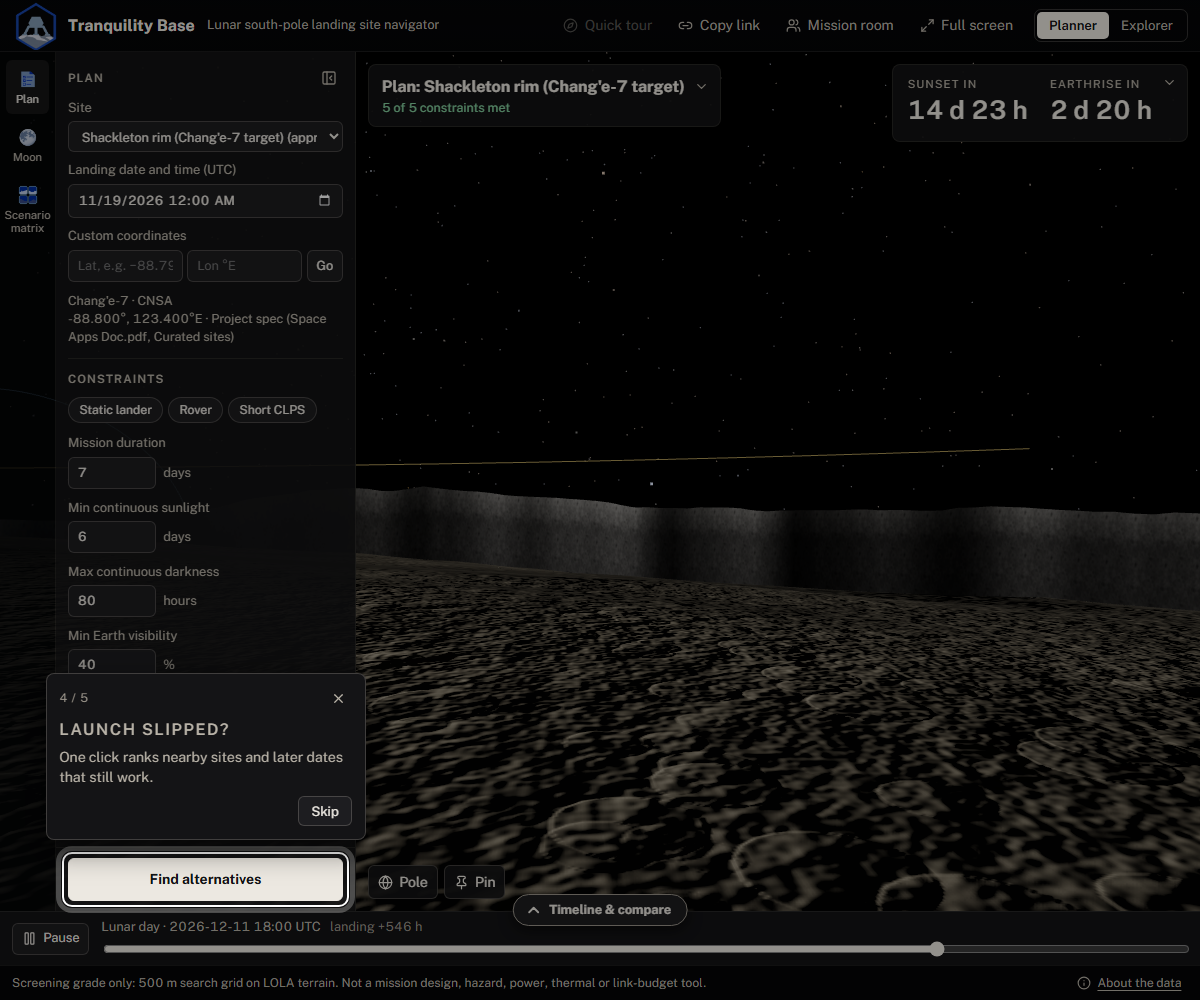 Tranquility Base
Lunar south-pole landing site navigator
Quick tour
Copy link
Mission room
Full screen
Planner
Explorer
Plan
Moon
Scenario
matrix
PLAN
Site
Shackleton rim (Chang'e-7 target) (appr
Landing date and time (UTC)
11/19/2026 12:00 AM
Custom coordinates
Lat, e.g. −88.79
Lon °E
Go
Chang'e-7 · CNSA
-88.800°, 123.400°E · Project spec (Space
Apps Doc.pdf, Curated sites)
CONSTRAINTS
Static lander
Rover
Short CLPS
Mission duration
7 days
Min continuous sunlight
6 days
Max continuous darkness
80 hours
Min Earth visibility
40 %
4 / 5
LAUNCH SLIPPED?
One click ranks nearby sites and later dates
that still work.
Skip
Find alternatives
Plan: Shackleton rim (Chang'e-7 target)
5 of 5 constraints met
SUNSET IN
14 d 23 h
EARTHRISE IN
2 d 20 h
Pole
Pin
Timeline & compare
Pause
Lunar day · 2026-12-11 18:00 UTC landing +546 h
Screening grade only: 500 m search grid on LOLA terrain. Not a mission design, hazard, power, thermal or link-budget tool.
About the data